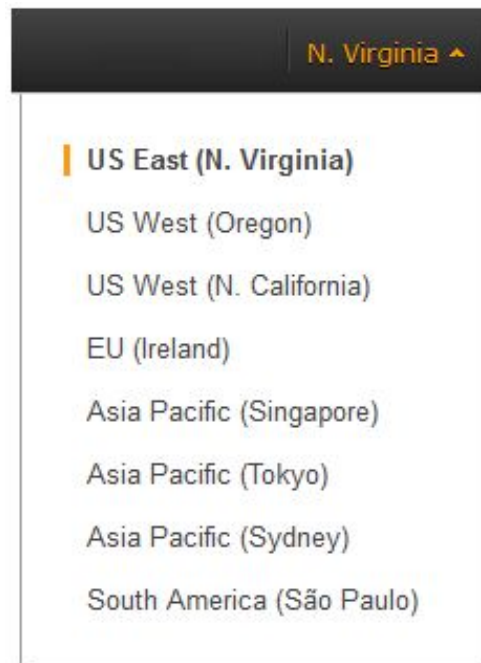 N. Virginia
US East (N. Virginia)
US West (Oregon)
US West (N. California)
EU (Ireland)
Asia Pacific (Singapore)
Asia Pacific (Tokyo)
Asia Pacific (Sydney)
South America (São Paulo)